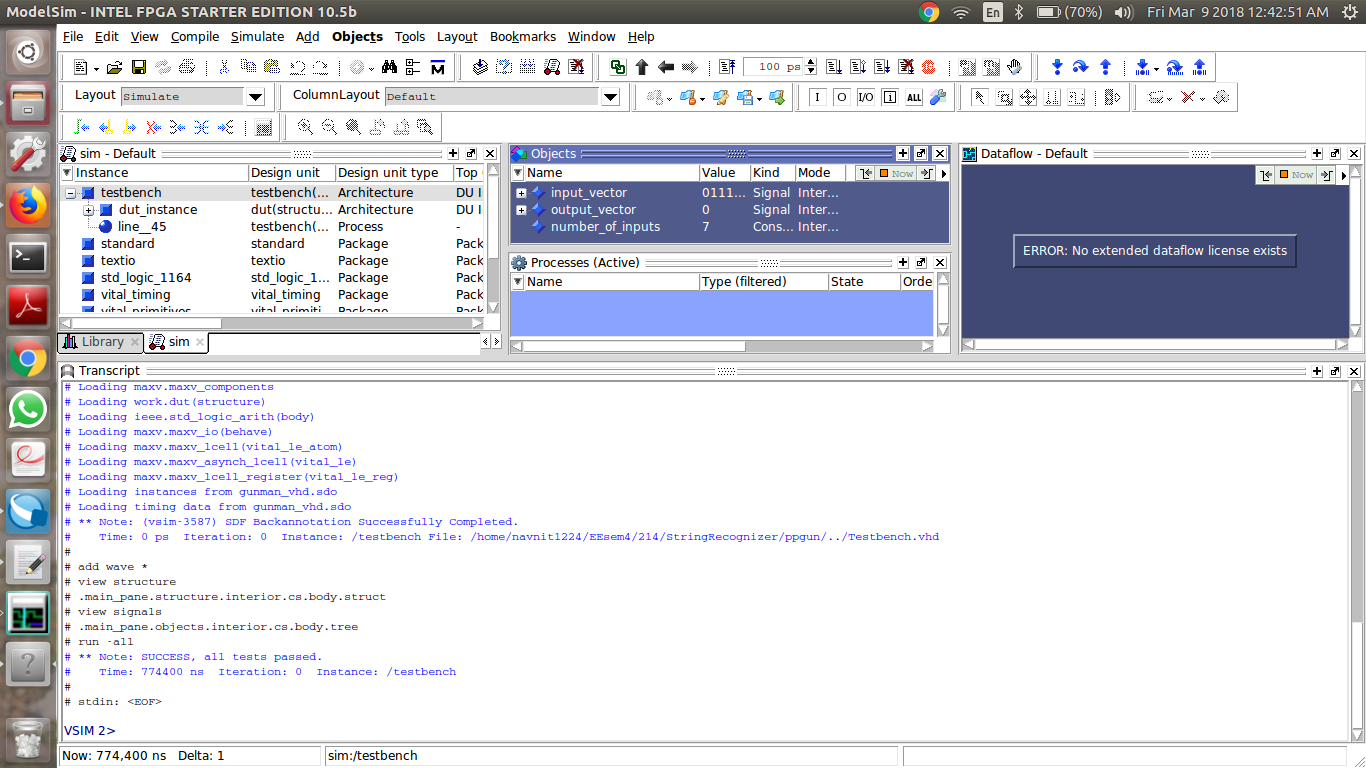 ModelSim - INTEL FPGA STARTER EDITION 10.5b
En (70%) Fri Mar 9 2018 12:42:51 AM
File Edit View Compile Simulate Add Objects Tools Layout Bookmarks Window Help
100 ps
Layout Simulate ColumnLayout Default
I O I/O ALL
sim - Default
Instance Design unit Design unit type Top
testbench testbench(... Architecture DU I
dut_instance dut(structu... Architecture DU I
line__45 testbench(... Process -
standard standard Package Pack
textio textio Package Pack
std_logic_1164 std_logic_1... Package Pack
vital_timing vital_timing Package Pack
vital_primitives vital_primiti Package Pack
Library sim
Objects
Name Value Kind Mode Now
input_vector 0111... Signal Inter...
output_vector 0 Signal Inter...
number_of_inputs 7 Cons... Inter...
Processes (Active)
Name Type (filtered) State Orde
Dataflow - Default
Now
ERROR: No extended dataflow license exists
Transcript
# Loading maxv.maxv_components
# Loading work.dut(structure)
# Loading ieee.std_logic_arith(body)
# Loading maxv.maxv_io(behave)
# Loading maxv.maxv_lcell(vital_le_atom)
# Loading maxv.maxv_asynch_lcell(vital_le)
# Loading maxv.maxv_lcell_register(vital_le_reg)
# Loading instances from gunman_vhd.sdo
# Loading timing data from gunman_vhd.sdo
# ** Note: (vsim-3587) SDF Backannotation Successfully Completed.
#    Time: 0 ps  Iteration: 0  Instance: /testbench File: /home/navnit1224/EEsem4/214/StringRecognizer/ppgun/../Testbench.vhd
#
# add wave *
# view structure
# .main_pane.structure.interior.cs.body.struct
# view signals
# .main_pane.objects.interior.cs.body.tree
# run -all
# ** Note: SUCCESS, all tests passed.
#    Time: 774400 ns  Iteration: 0  Instance: /testbench
#
# stdin: <EOF>
VSIM 2>
Now: 774,400 ns Delta: 1 sim:/testbench